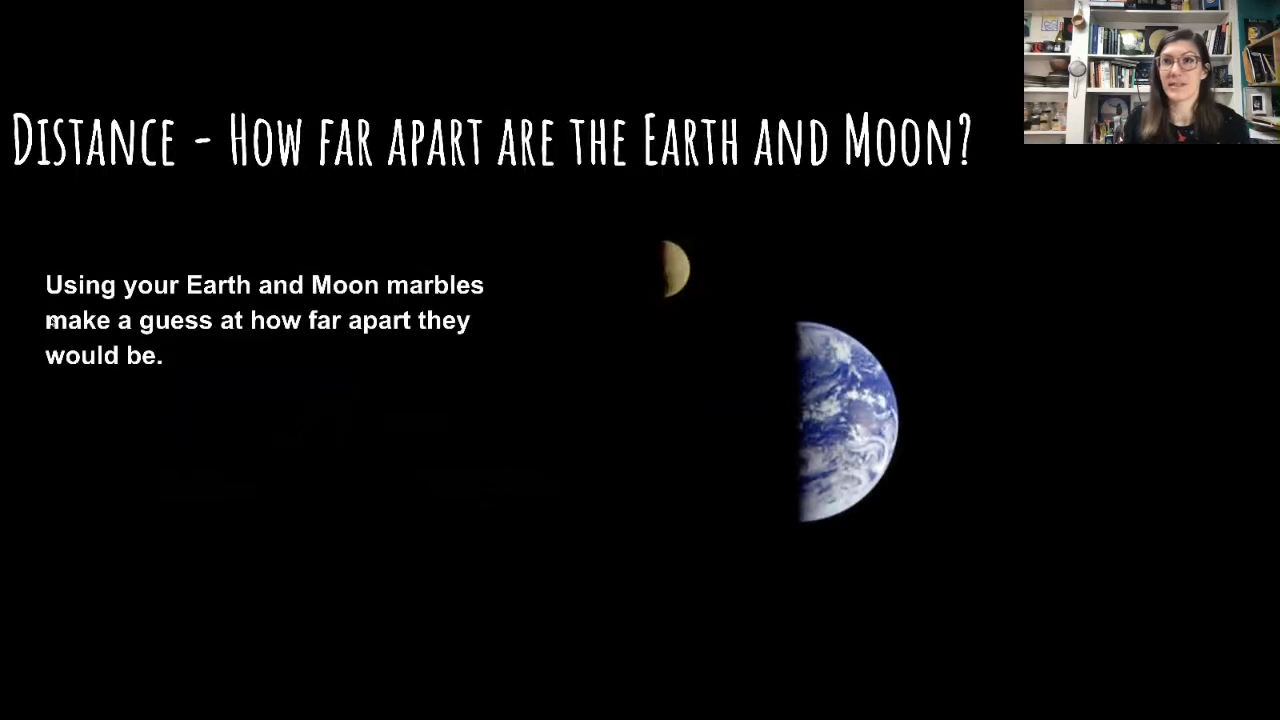 Distance - How far apart are the Earth and Moon?
Using your Earth and Moon marbles
make a guess at how far apart they
would be.